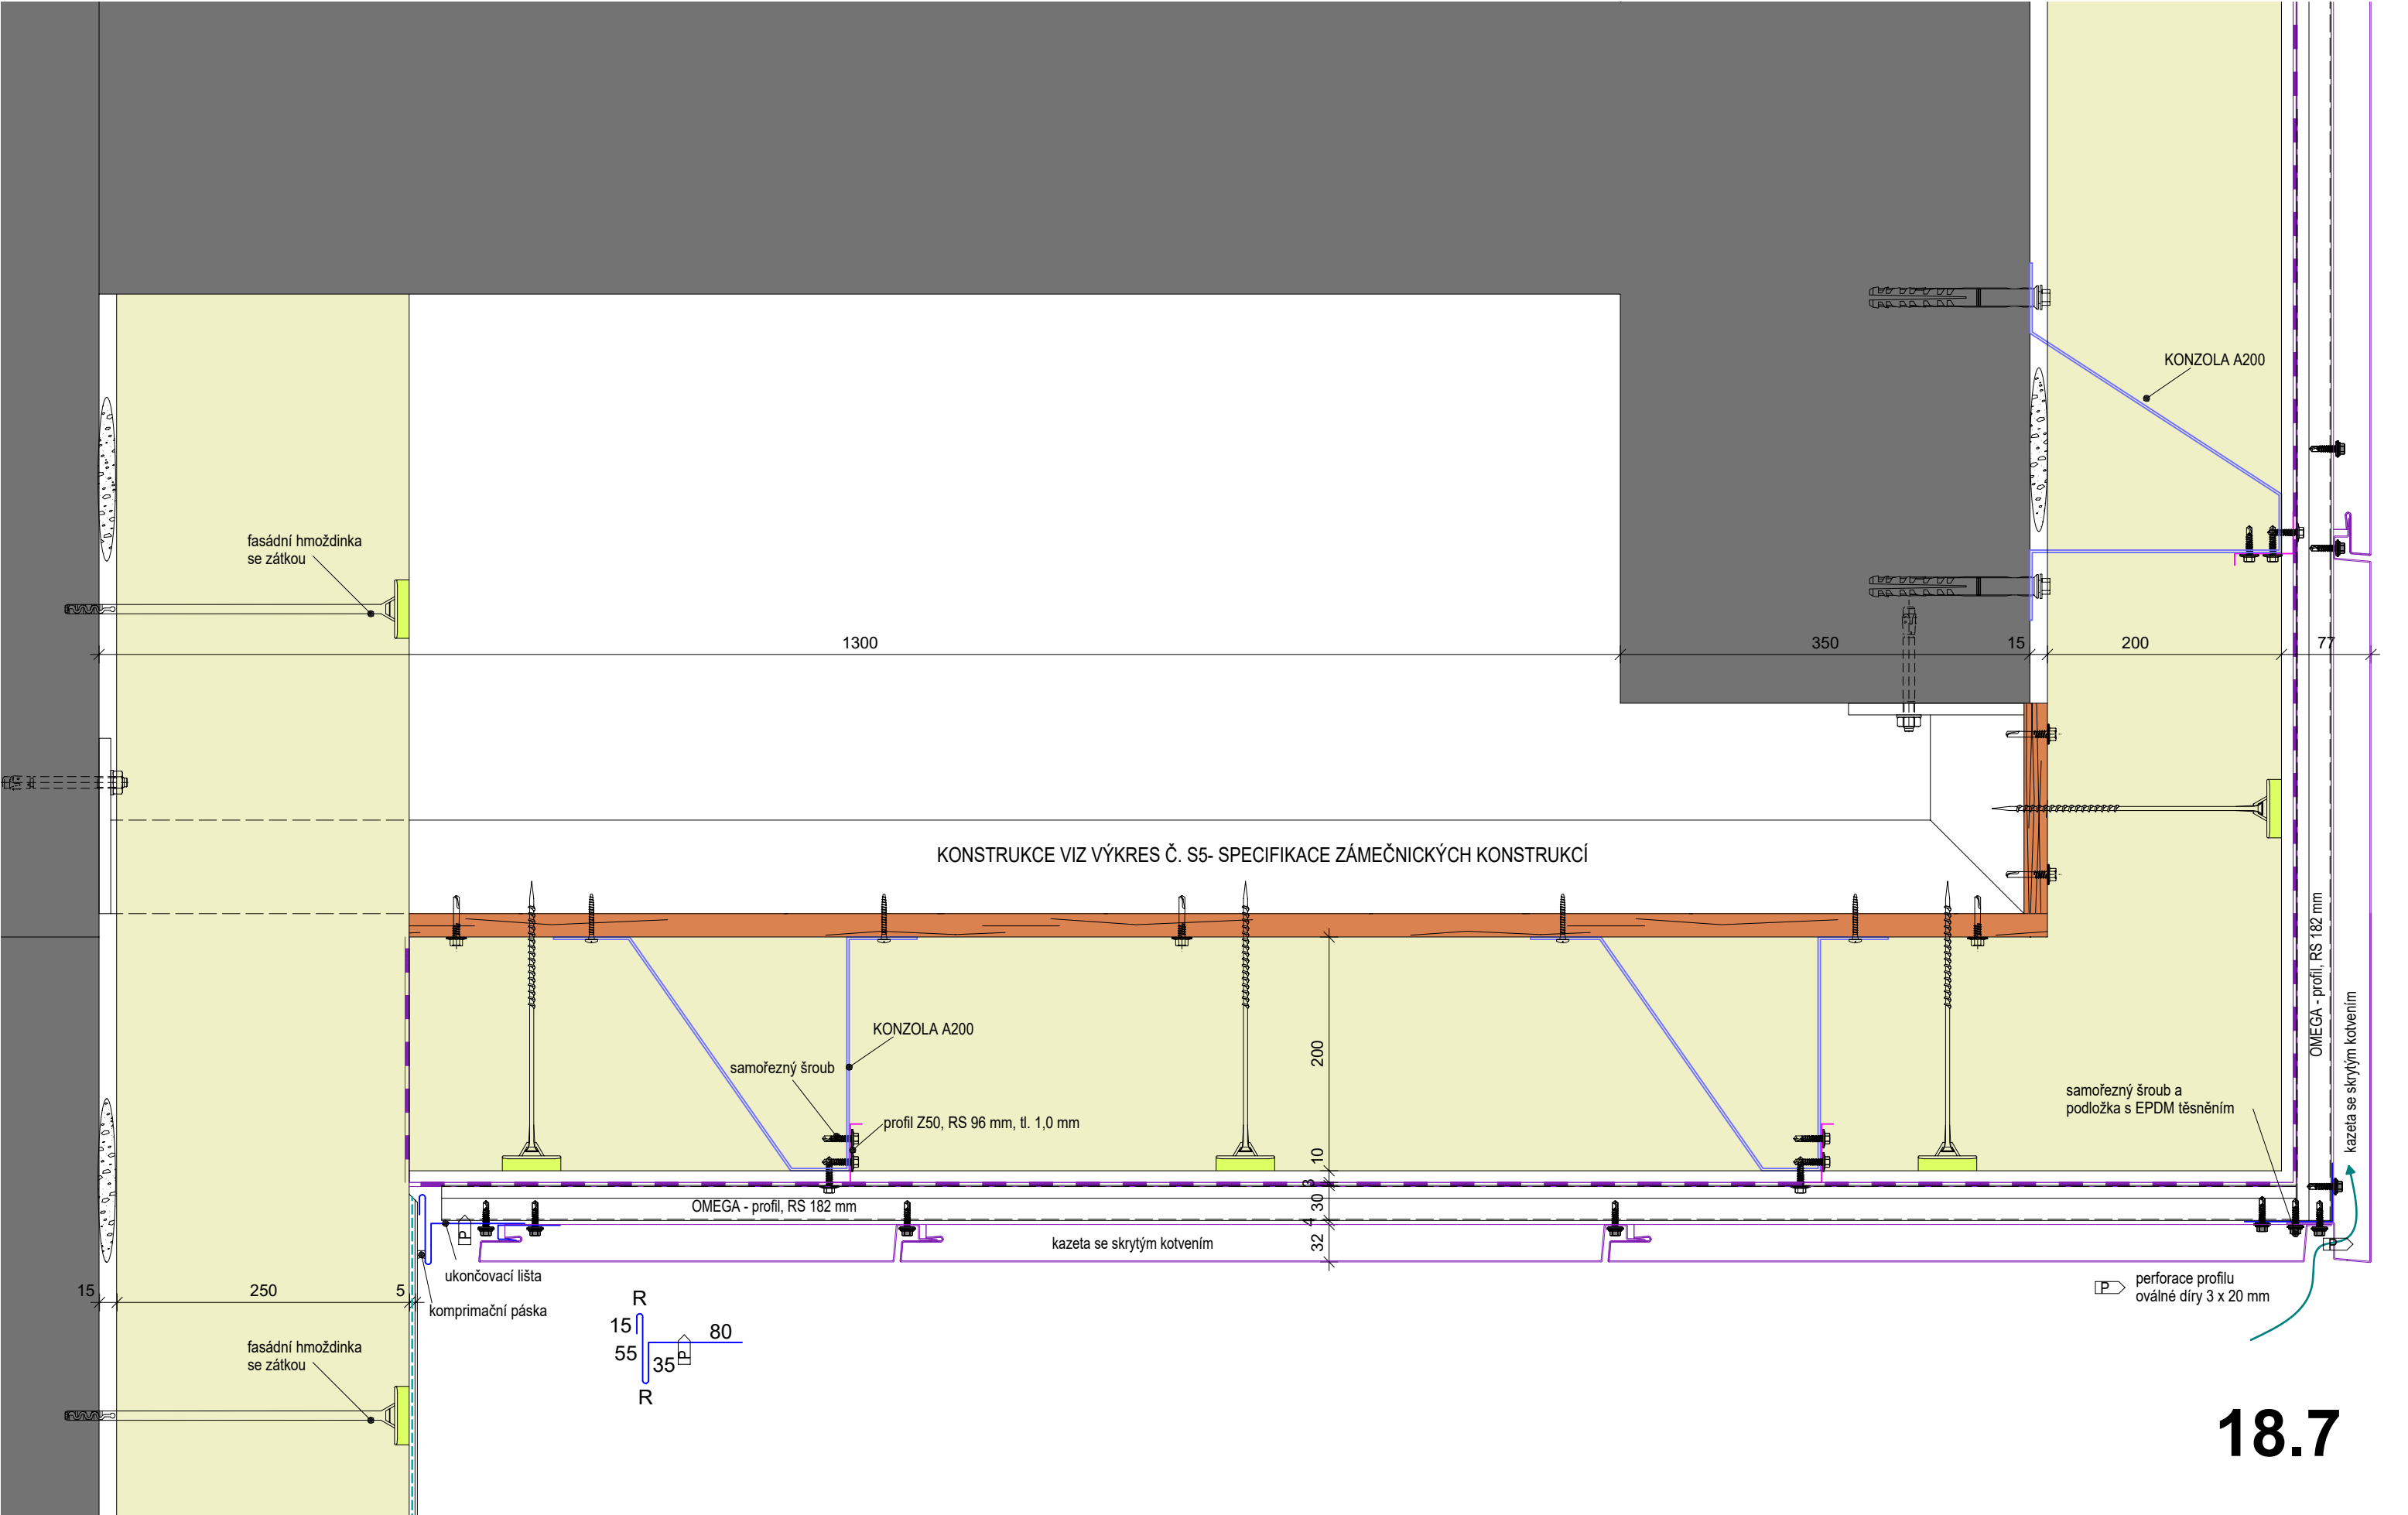 KONZOLA A200
fasádní hmoždinka
se zátkou
1300
350
15
200
77
KONSTRUKCE VIZ VÝKRES Č. S5- SPECIFIKACE ZÁMEČNICKÝCH KONSTRUKCÍ
OMEGA - profil, RS 182 mm
kazeta se skrytým kotvením
KONZOLA A200
samořezný šroub
profil Z50, RS 96 mm, tl. 1,0 mm
200
10
3
30
4
32
samořezný šroub a
podložka s EPDM těsněním
OMEGA - profil, RS 182 mm
P
kazeta se skrytým kotvením
P
ukončovací lišta
komprimační páska
15
250
5
P
perforace profilu
oválné díry 3 x 20 mm
R
15
80
55
35
P
R
fasádní hmoždinka
se zátkou
18.7